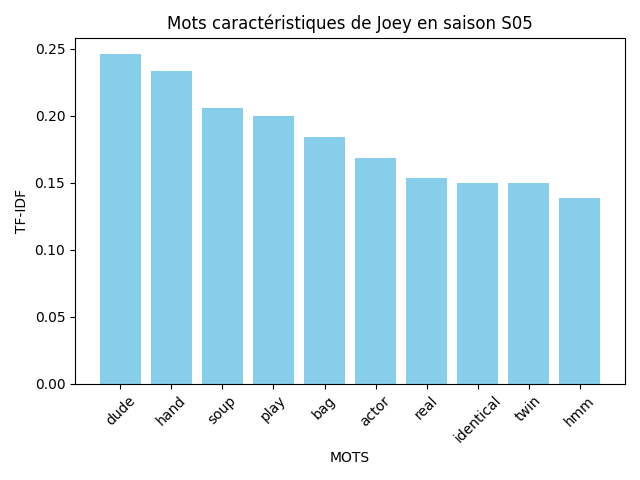 Mots caractéristiques de Joey en saison S05
0.25
0.20
0.15
0.10
0.05
0.00
TF-IDF
dude
hand
soup
play
bag
actor
real
identical
twin
hmm
MOTS